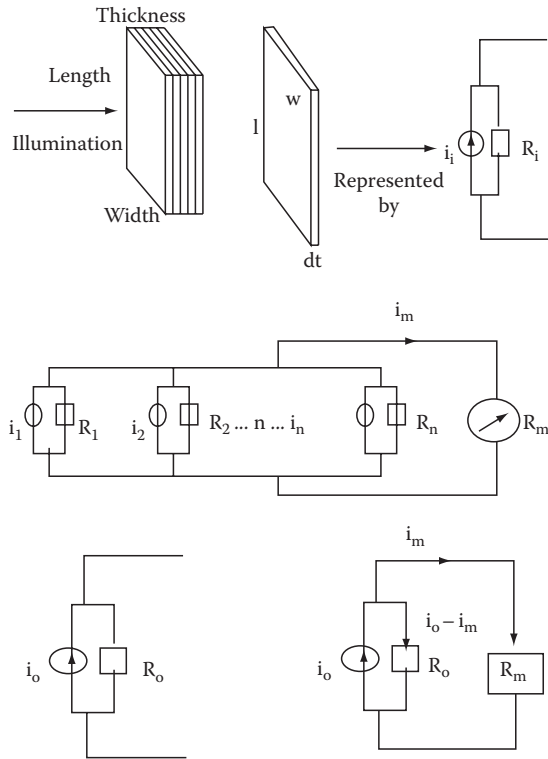 Thickness
Length
Illumination
Width
w
l
dt
Represented
by
i_i
R_i
i_m
i_1
R_1
i_2
R_2 ... n ... i_n
R_n
R_m
i_o
R_o
i_m
i_o – i_m
i_o
R_o
R_m